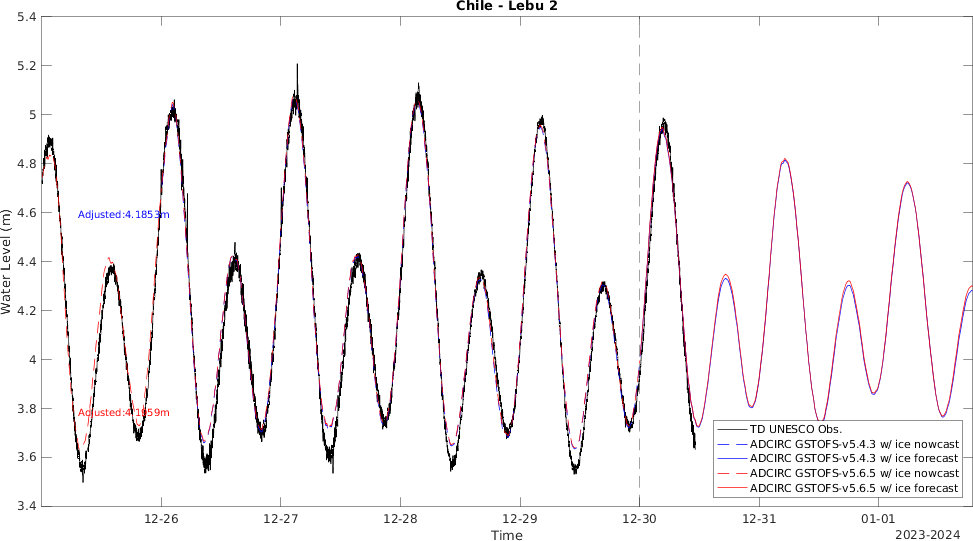 Chile - Lebu 2
5.4
5.2
5
4.8
4.6
4.4
4.2
4
3.8
3.6
3.4
Water Level (m)
Adjusted:4.1853m
Adjusted:4.1059m
TD UNESCO Obs.
ADCIRC GSTOFS-v5.4.3 w/ ice nowcast
ADCIRC GSTOFS-v5.4.3 w/ ice forecast
ADCIRC GSTOFS-v5.6.5 w/ ice nowcast
ADCIRC GSTOFS-v5.6.5 w/ ice forecast
12-26 12-27 12-28 12-29 12-30 12-31 01-01
Time
2023-2024